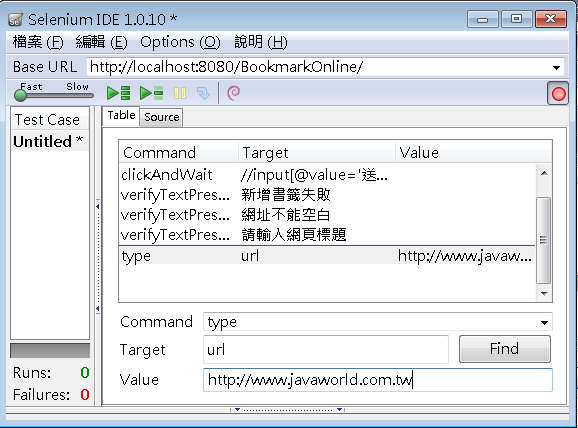 Selenium IDE 1.0.10 *
檔案 (F) 編輯 (E) Options (O) 說明 (H)
Base URL http://localhost:8080/BookmarkOnline/
Fast Slow
Test Case
Untitled *
Table Source
Command Target Value
clickAndWait //input[@value='送...
verifyTextPres... 新增書籤失敗
verifyTextPres... 網址不能空白
verifyTextPres... 請輸入網頁標題
type url http://www.javaw...
Command type
Target url Find
Value http://www.javaworld.com.tw
Runs: 0
Failures: 0